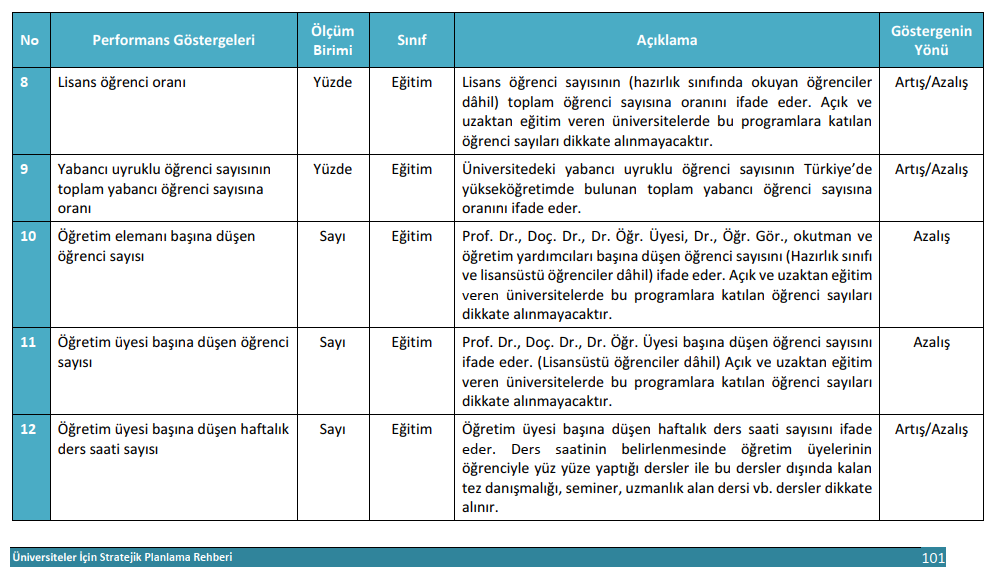 No
Performans Göstergeleri
Ölçüm
Birimi
Sınıf
Açıklama
Göstergenin
Yönü
8
Lisans öğrenci oranı
Yüzde
Eğitim
Lisans öğrenci sayısının (hazırlık sınıfında okuyan öğrenciler
dâhil) toplam öğrenci sayısına oranını ifade eder. Açık ve
uzaktan eğitim veren üniversitelerde bu programlara katılan
öğrenci sayıları dikkate alınmayacaktır.
Artış/Azalış
9
Yabancı uyruklu öğrenci sayısının
toplam yabancı öğrenci sayısına
oranı
Yüzde
Eğitim
Üniversitedeki yabancı uyruklu öğrenci sayısının Türkiye’de
yükseköğretimde bulunan toplam yabancı öğrenci sayısına
oranını ifade eder.
Artış/Azalış
10
Öğretim elemanı başına düşen
öğrenci sayısı
Sayı
Eğitim
Prof. Dr., Doç. Dr., Dr. Öğr. Üyesi, Dr., Öğr. Gör., okutman ve
öğretim yardımcıları başına düşen öğrenci sayısını (Hazırlık sınıfı
ve lisansüstü öğrenciler dâhil) ifade eder. Açık ve uzaktan eğitim
veren üniversitelerde bu programlara katılan öğrenci sayıları
dikkate alınmayacaktır.
Azalış
11
Öğretim üyesi başına düşen öğrenci
sayısı
Sayı
Eğitim
Prof. Dr., Doç. Dr., Dr. Öğr. Üyesi başına düşen öğrenci sayısını
ifade eder. (Lisansüstü öğrenciler dâhil) Açık ve uzaktan eğitim
veren üniversitelerde bu programlara katılan öğrenci sayıları
dikkate alınmayacaktır.
Azalış
12
Öğretim üyesi başına düşen haftalık
ders saati sayısı
Sayı
Eğitim
Öğretim üyesi başına düşen haftalık ders saati sayısını ifade
eder. Ders saatinin belirlenmesinde öğretim üyelerinin
öğrenciyle yüz yüze yaptığı dersler ile bu dersler dışında kalan
tez danışmalığı, seminer, uzmanlık alan dersi vb. dersler dikkate
alınır.
Artış/Azalış
Üniversiteler İçin Stratejik Planlama Rehberi
101